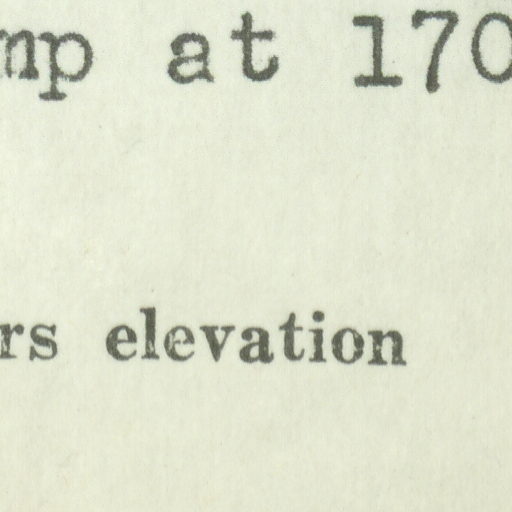 mp at 170
rs elevation